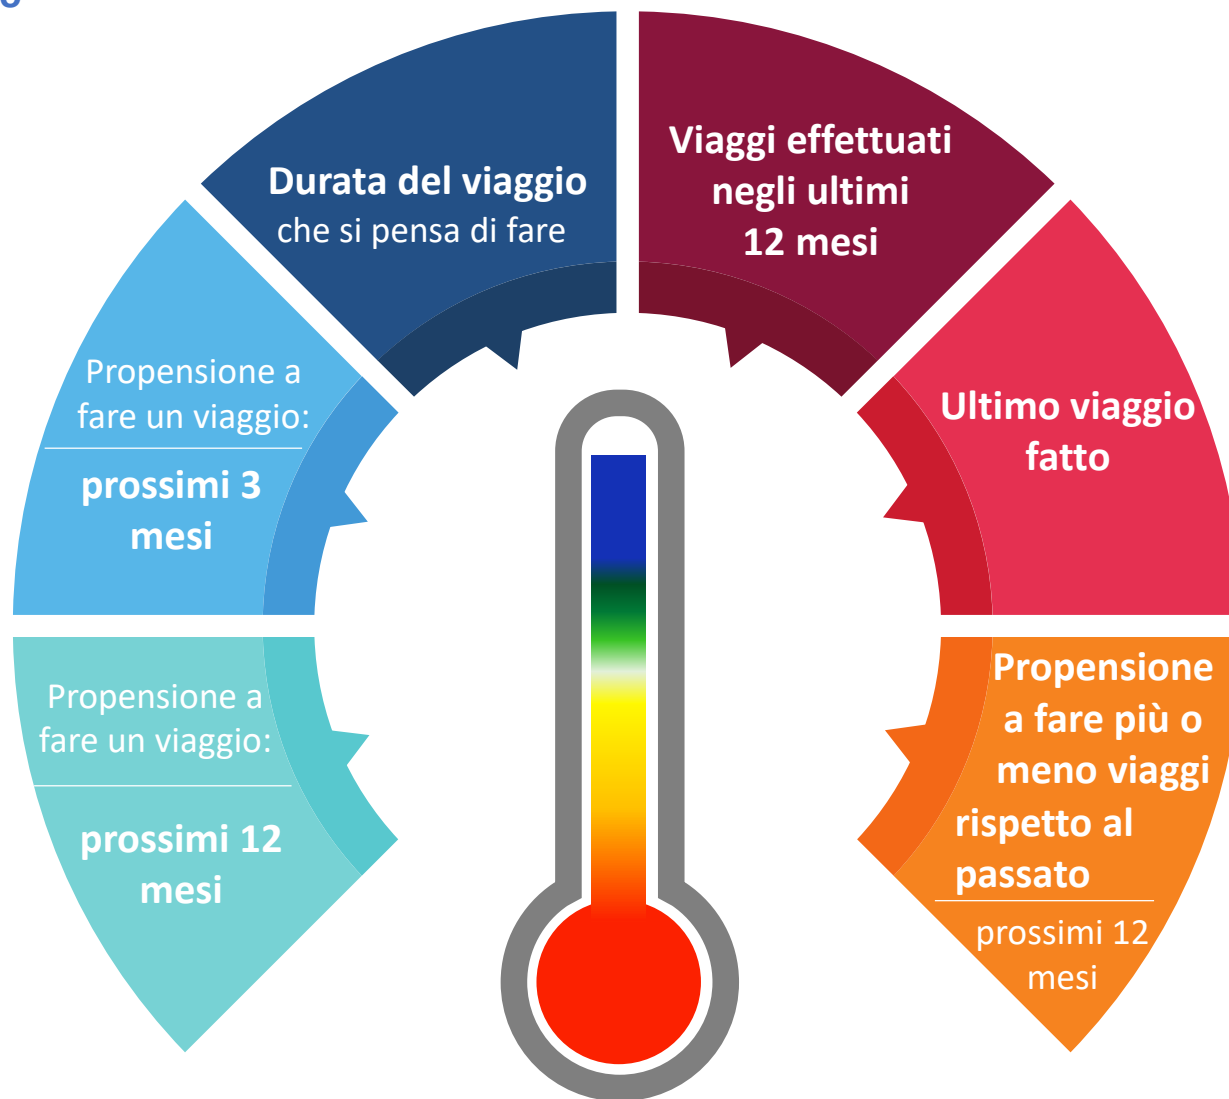 Durata del viaggio
che si pensa di fare
Viaggi effettuati
negli ultimi
12 mesi
Propensione a
fare un viaggio:
prossimi 3
mesi
Ultimo viaggio
fatto
Propensione a
fare un viaggio:
prossimi 12
mesi
Propensione
a fare più o
meno viaggi
rispetto al
passato
prossimi 12
mesi